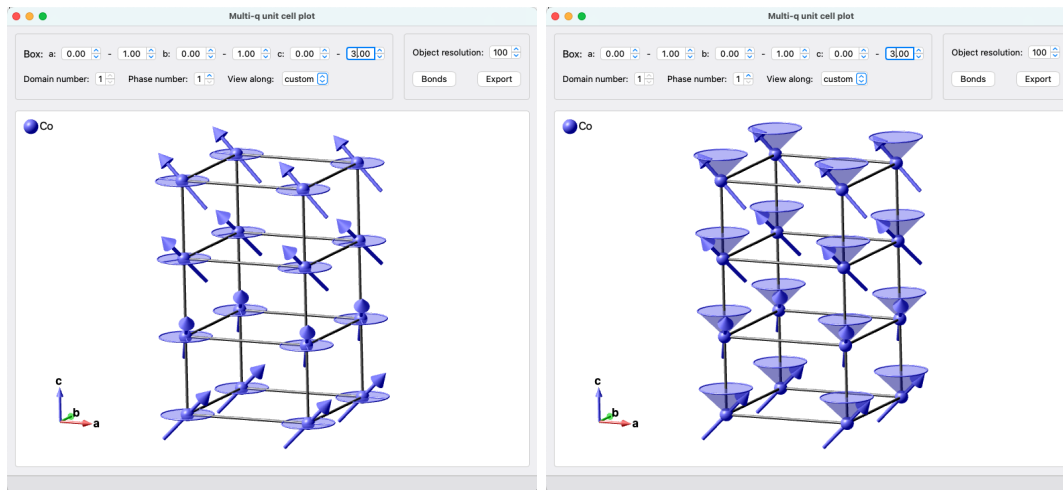 Multi-q unit cell plot
Box: a: 0.00 - 1.00 b: 0.00 - 1.00 c: 0.00 - 3.00 Object resolution: 100
Domain number: 1 Phase number: 1 View along: custom Bonds Export
Co
c
b
a
Multi-q unit cell plot
Box: a: 0.00 - 1.00 b: 0.00 - 1.00 c: 0.00 - 3.00 Object resolution: 100
Domain number: 1 Phase number: 1 View along: custom Bonds Export
Co
c
b
a